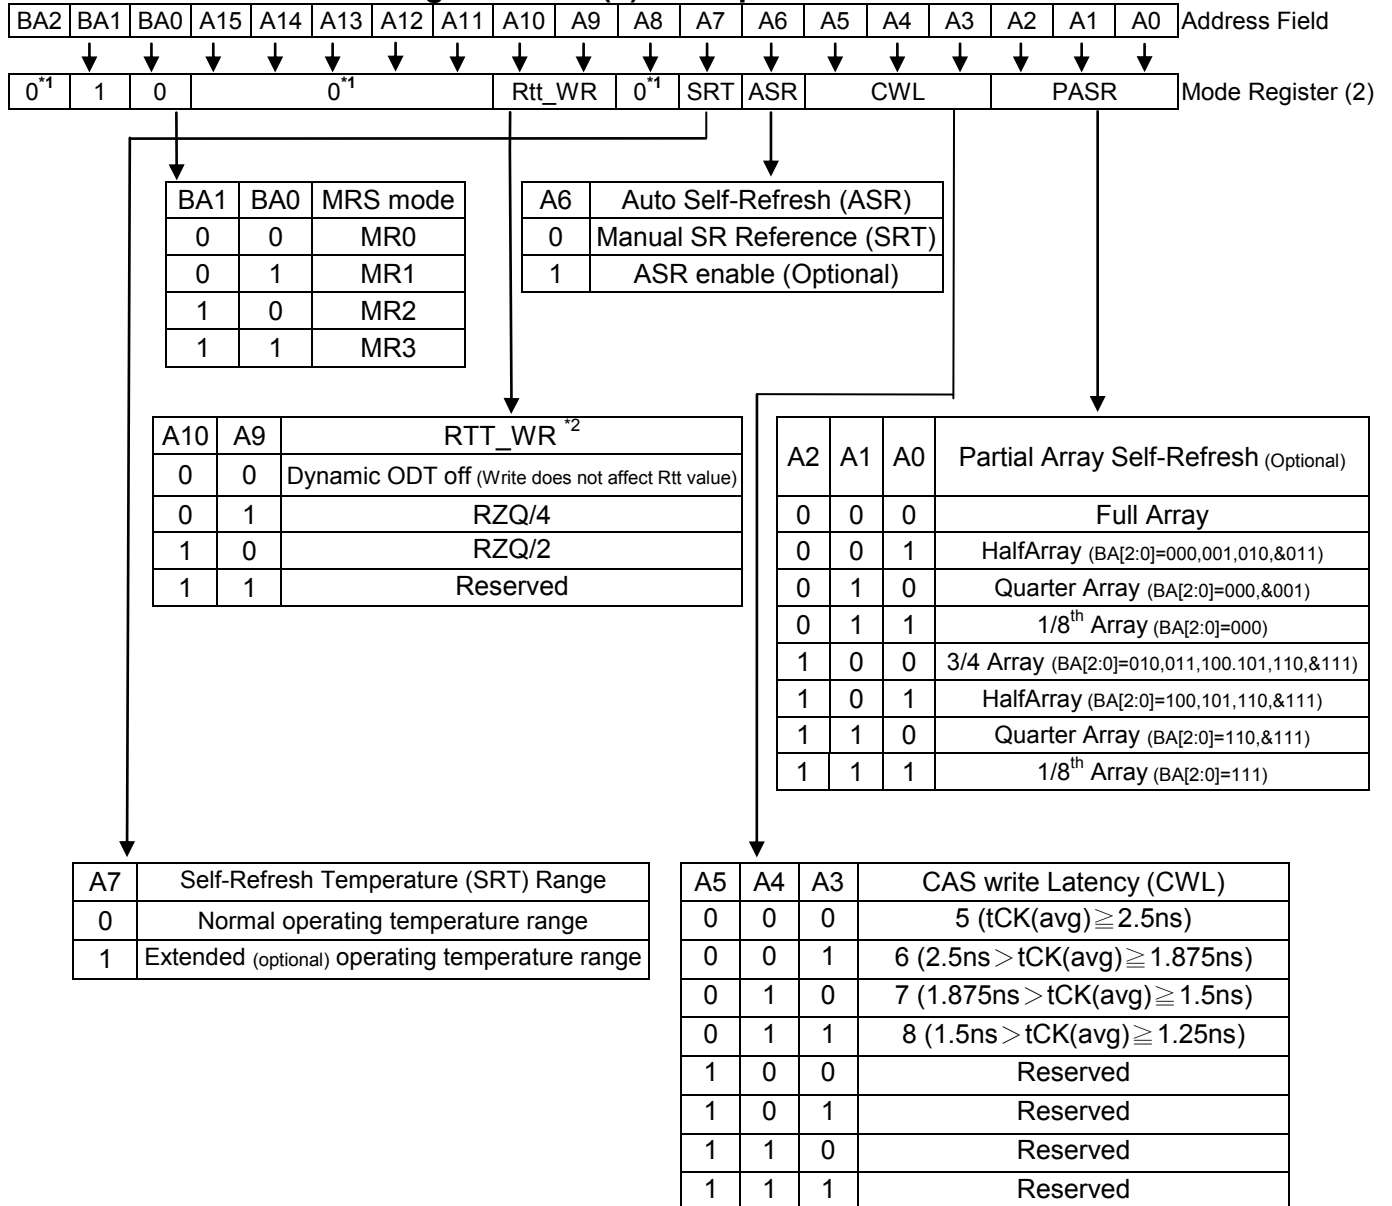 BA2 BA1 BA0 A15 A14 A13 A12 A11 A10 A9 A8 A7 A6 A5 A4 A3 A2 A1 A0 Address Field
0*1 1 0 0*1 Rtt_WR 0*1 SRT ASR CWL PASR Mode Register (2)
BA1 BA0 MRS mode
0 0 MR0
0 1 MR1
1 0 MR2
1 1 MR3
A6 Auto Self-Refresh (ASR)
0 Manual SR Reference (SRT)
1 ASR enable (Optional)
A10 A9 RTT_WR *2
0 0 Dynamic ODT off (Write does not affect Rtt value)
0 1 RZQ/4
1 0 RZQ/2
1 1 Reserved
A2 A1 A0 Partial Array Self-Refresh (Optional)
0 0 0 Full Array
0 0 1 HalfArray (BA[2:0]=000,001,010,&011)
0 1 0 Quarter Array (BA[2:0]=000,&001)
0 1 1 1/8th Array (BA[2:0]=000)
1 0 0 3/4 Array (BA[2:0]=010,011,100.101,110,&111)
1 0 1 HalfArray (BA[2:0]=100,101,110,&111)
1 1 0 Quarter Array (BA[2:0]=110,&111)
1 1 1 1/8th Array (BA[2:0]=111)
A7 Self-Refresh Temperature (SRT) Range
0 Normal operating temperature range
1 Extended (optional) operating temperature range
A5 A4 A3 CAS write Latency (CWL)
0 0 0 5 (tCK(avg)≧2.5ns)
0 0 1 6 (2.5ns>tCK(avg)≧1.875ns)
0 1 0 7 (1.875ns>tCK(avg)≧1.5ns)
0 1 1 8 (1.5ns>tCK(avg)≧1.25ns)
1 0 0 Reserved
1 0 1 Reserved
1 1 0 Reserved
1 1 1 Reserved